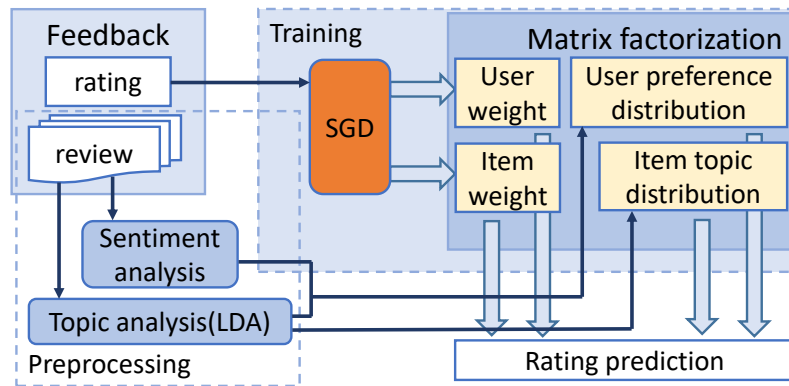 Feedback
rating
review
Sentiment
analysis
Topic analysis(LDA)
Preprocessing
Training
SGD
Matrix factorization
User
weight
User preference
distribution
Item
weight
Item topic
distribution
Rating prediction